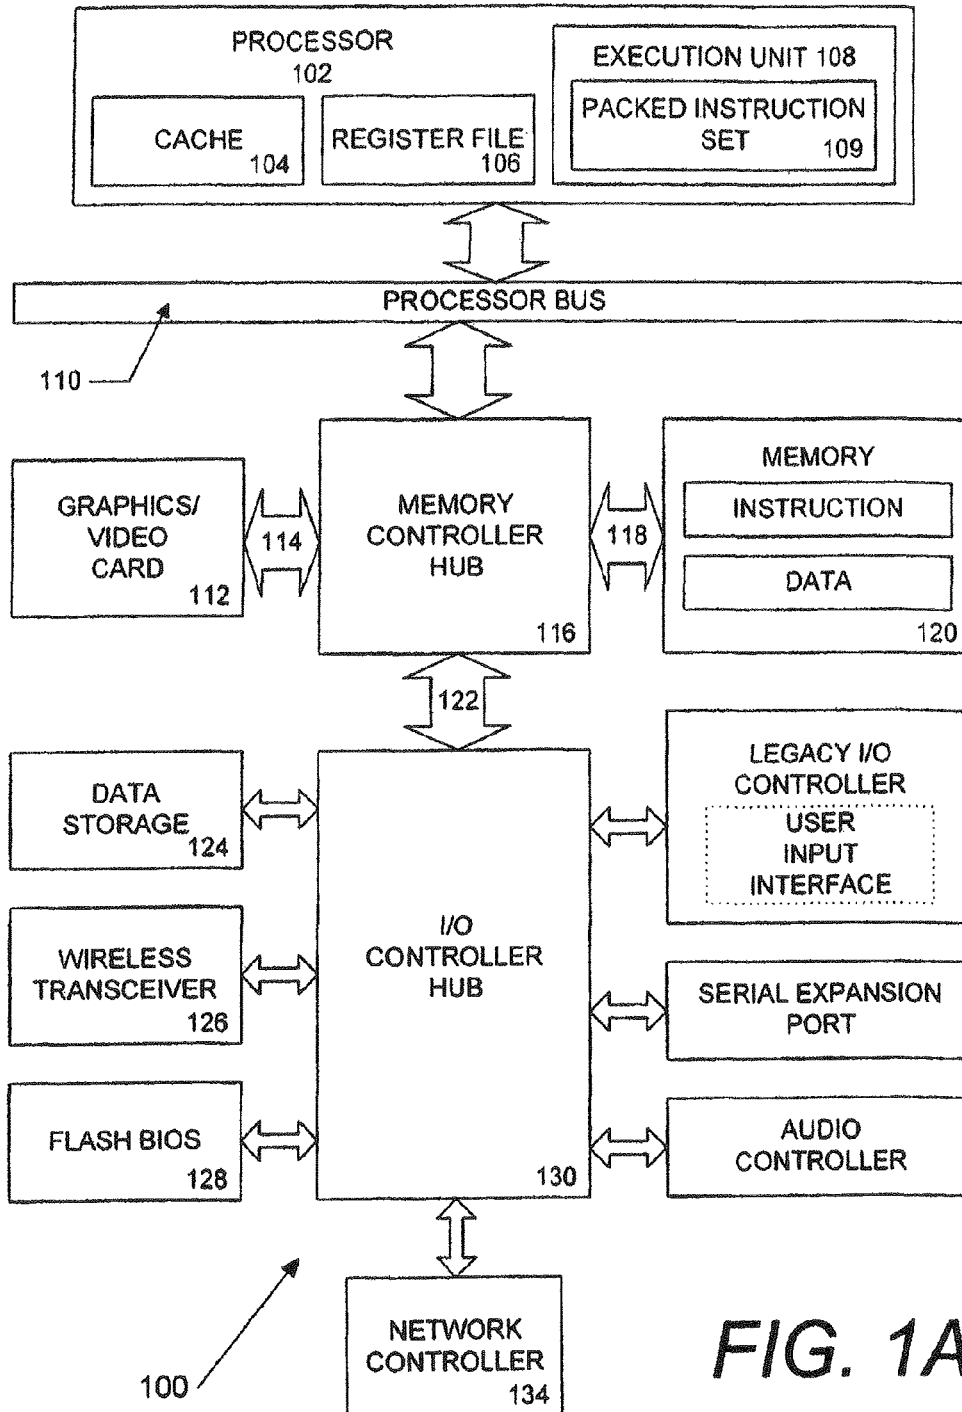 PROCESSOR
102
CACHE
104
REGISTER FILE
106
EXECUTION UNIT 108
PACKED INSTRUCTION
SET
109
PROCESSOR BUS
110
GRAPHICS/
VIDEO
CARD
112
114
MEMORY
CONTROLLER
HUB
116
118
MEMORY
INSTRUCTION
DATA
120
122
DATA
STORAGE
124
WIRELESS
TRANSCEIVER
126
FLASH BIOS
128
I/O
CONTROLLER
HUB
130
LEGACY I/O
CONTROLLER
USER
INPUT
INTERFACE
SERIAL EXPANSION
PORT
AUDIO
CONTROLLER
NETWORK
CONTROLLER
134
100
FIG. 1A